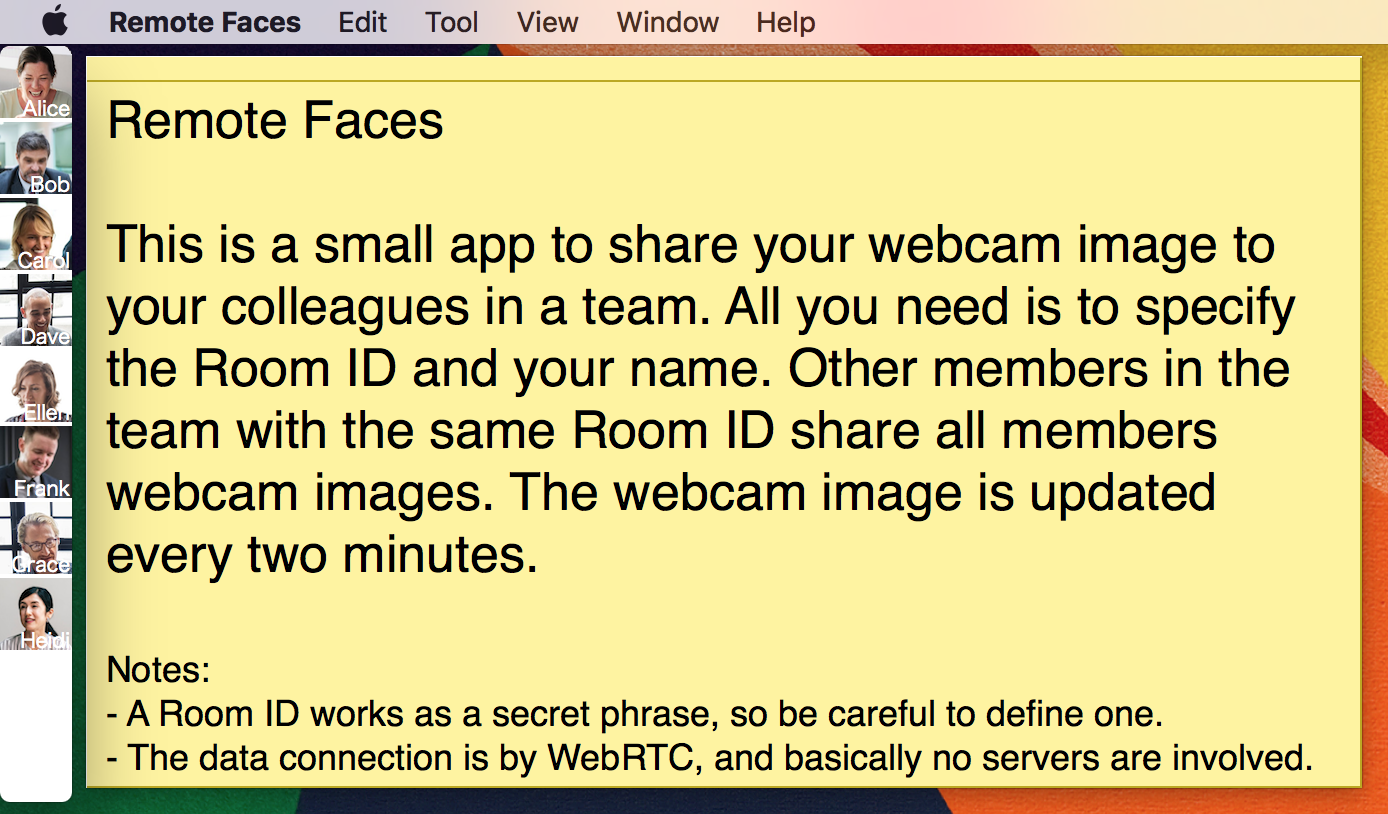 Remote Faces Edit Tool View Window Help
Alice
Bob
Carol
Dave
Ellen
Frank
Grace
Heidi
Remote Faces
This is a small app to share your webcam image to
your colleagues in a team. All you need is to specify
the Room ID and your name. Other members in the
team with the same Room ID share all members
webcam images. The webcam image is updated
every two minutes.
Notes:
- A Room ID works as a secret phrase, so be careful to define one.
- The data connection is by WebRTC, and basically no servers are involved.